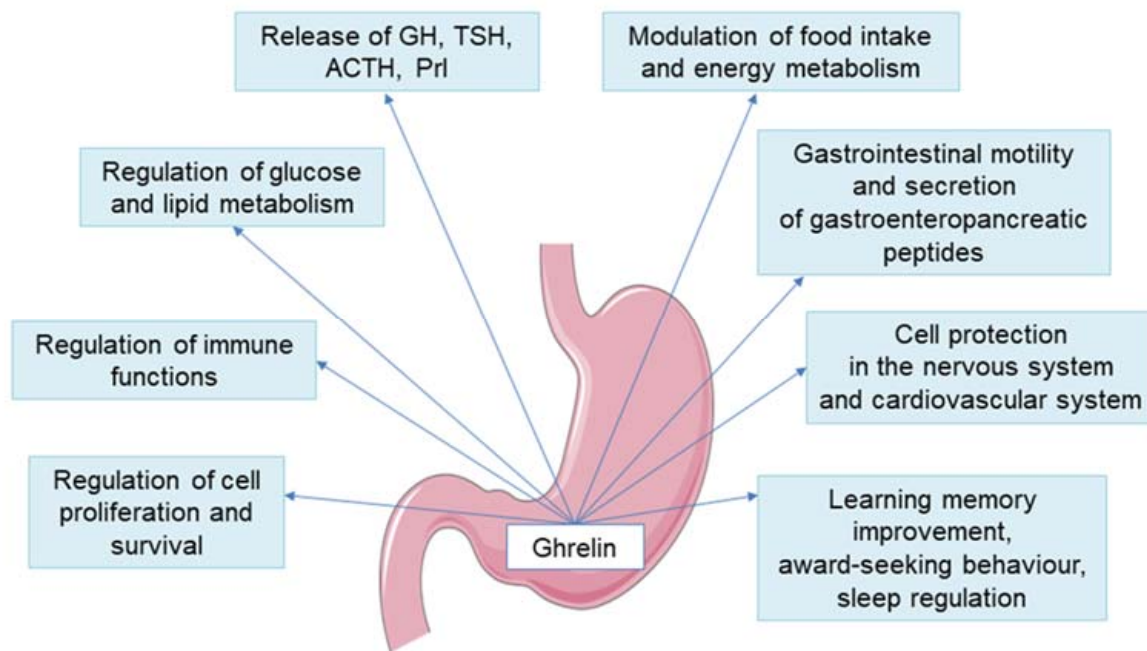 Release of GH, TSH,
ACTH, Prl
Modulation of food intake
and energy metabolism
Regulation of glucose
and lipid metabolism
Gastrointestinal motility
and secretion
of gastroenteropancreatic
peptides
Regulation of immune
functions
Cell protection
in the nervous system
and cardiovascular system
Regulation of cell
proliferation and
survival
Learning memory
improvement,
award-seeking behaviour,
sleep regulation
Ghrelin